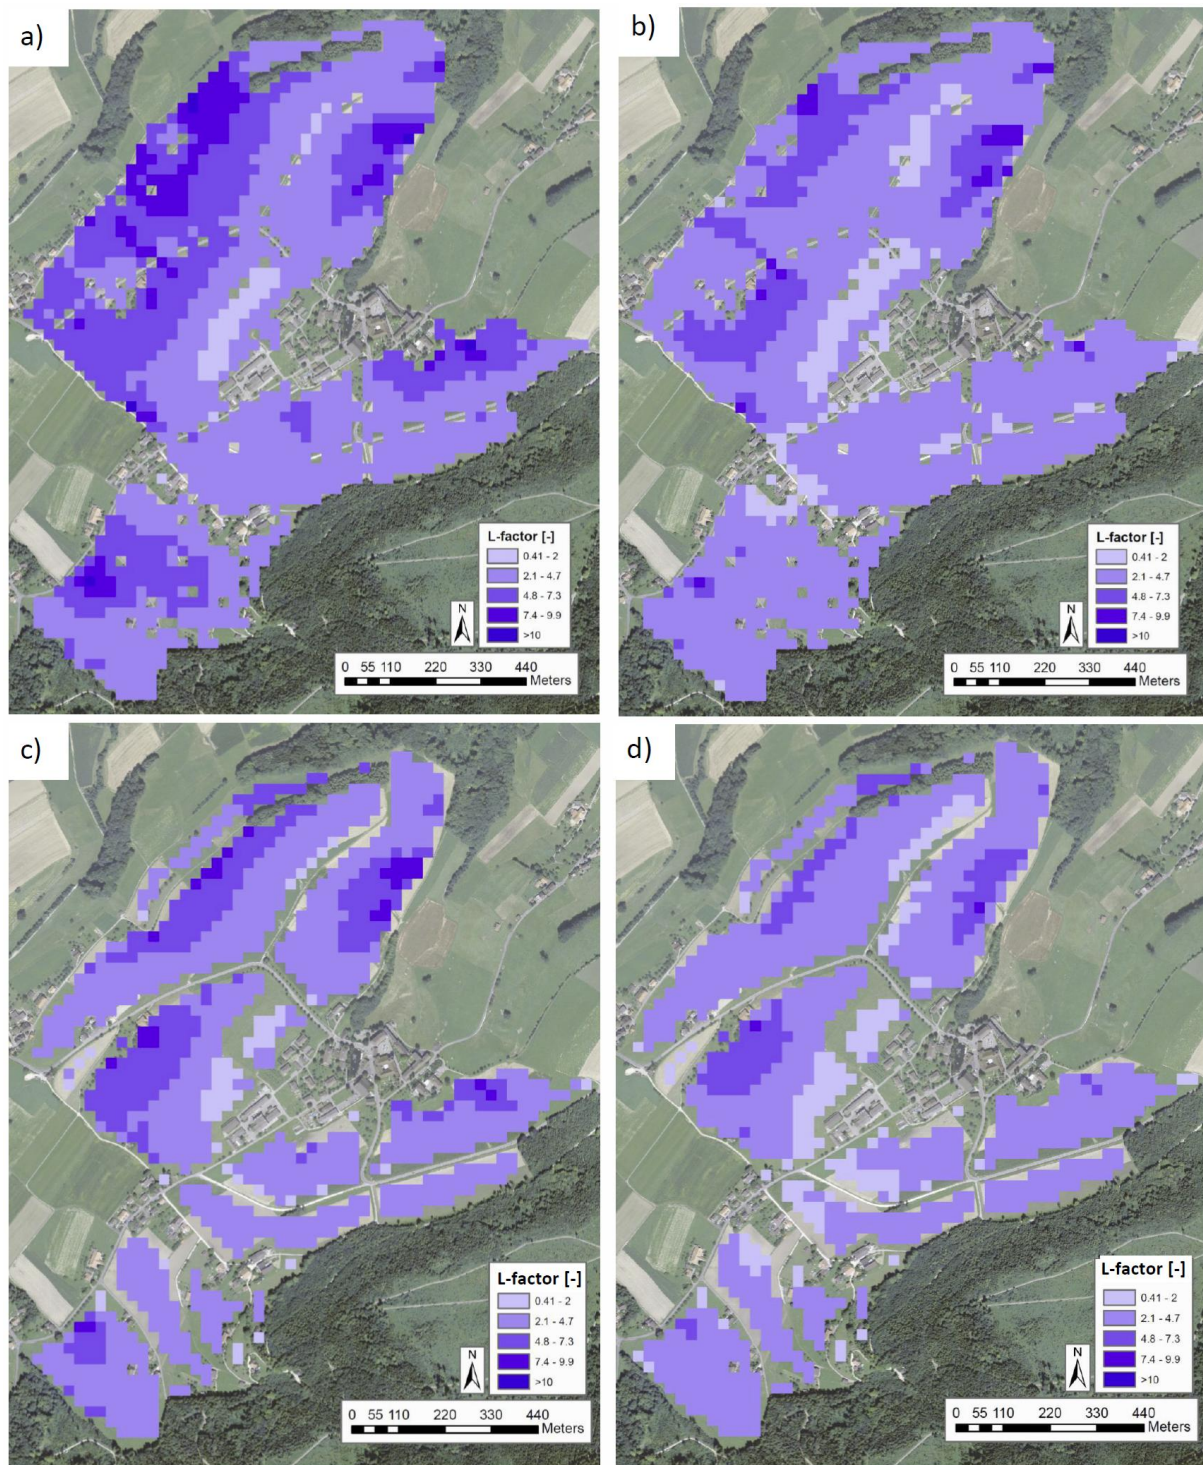 a)
L-factor [-]
0.41 - 2
2.1 - 4.7
4.8 - 7.3
7.4 - 9.9
>10
N
0 55 110 220 330 440
Meters
b)
L-factor [-]
0.41 - 2
2.1 - 4.7
4.8 - 7.3
7.4 - 9.9
>10
N
0 55 110 220 330 440
Meters
c)
L-factor [-]
0.41 - 2
2.1 - 4.7
4.8 - 7.3
7.4 - 9.9
>10
N
0 55 110 220 330 440
Meters
d)
L-factor [-]
0.41 - 2
2.1 - 4.7
4.8 - 7.3
7.4 - 9.9
>10
N
0 55 110 220 330 440
Meters